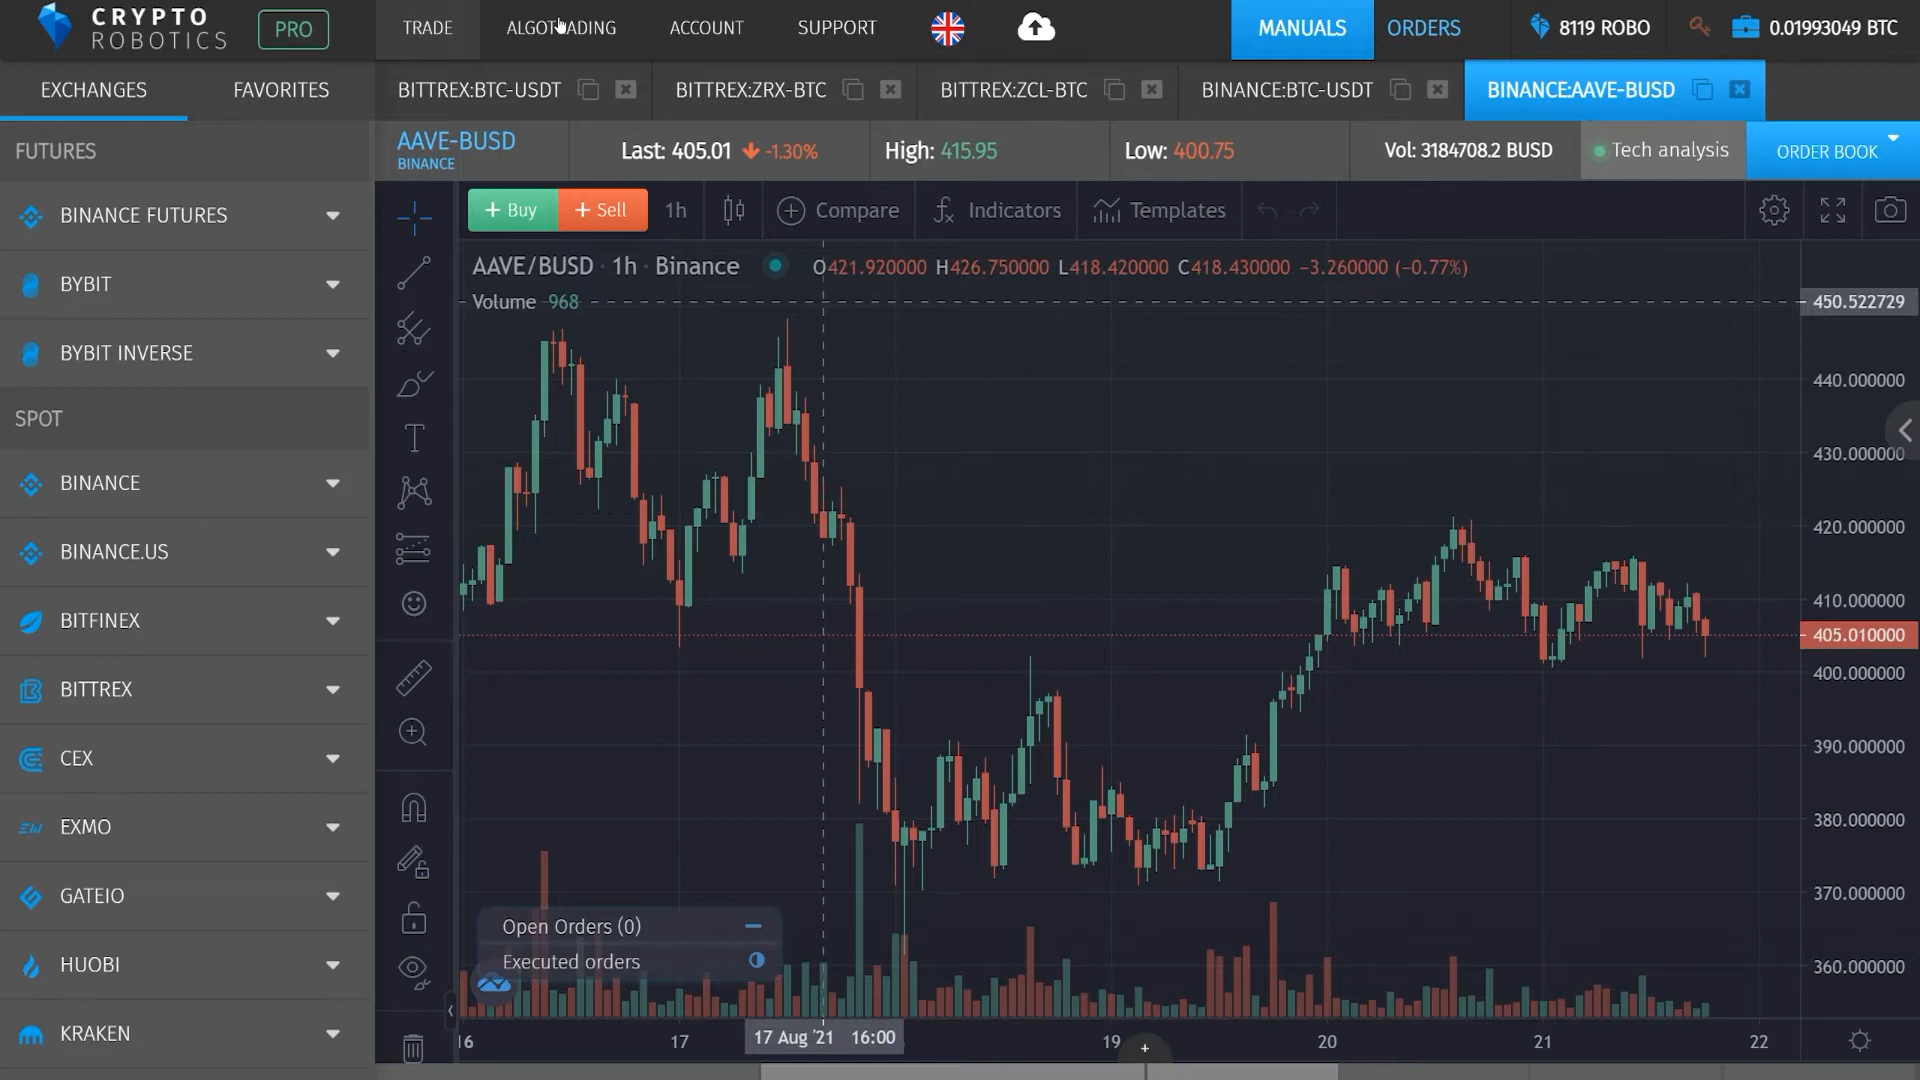 CRYPTO
ROBOTICS
PRO
TRADE
ALGOTRADING
ACCOUNT
SUPPORT
MANUALS
ORDERS
8119 ROBO
0.01993049 BTC
EXCHANGES
FAVORITES
BITTREX:BTC-USDT
BITTREX:ZRX-BTC
BITTREX:ZCL-BTC
BINANCE:BTC-USDT
BINANCE:AAVE-BUSD
FUTURES
BINANCE FUTURES
BYBIT
BYBIT INVERSE
SPOT
BINANCE
BINANCE.US
BITFINEX
BITTREX
CEX
EXMO
GATEIO
HUOBI
KRAKEN
AAVE-BUSD
BINANCE
Last: 405.01 -1.30%
High: 415.95
Low: 400.75
Vol: 3184708.2 BUSD
Tech analysis
ORDER BOOK
+ Buy
+ Sell
1h
Compare
Indicators
Templates
AAVE/BUSD · 1h · Binance
O421.920000 H426.750000 L418.420000 C418.430000 −3.260000 (−0.77%)
Volume 968
450.522729
440.000000
430.000000
420.000000
410.000000
405.010000
400.000000
390.000000
380.000000
370.000000
360.000000
Open Orders (0)
Executed orders
16
17
17 Aug '21 16:00
19
20
21
22